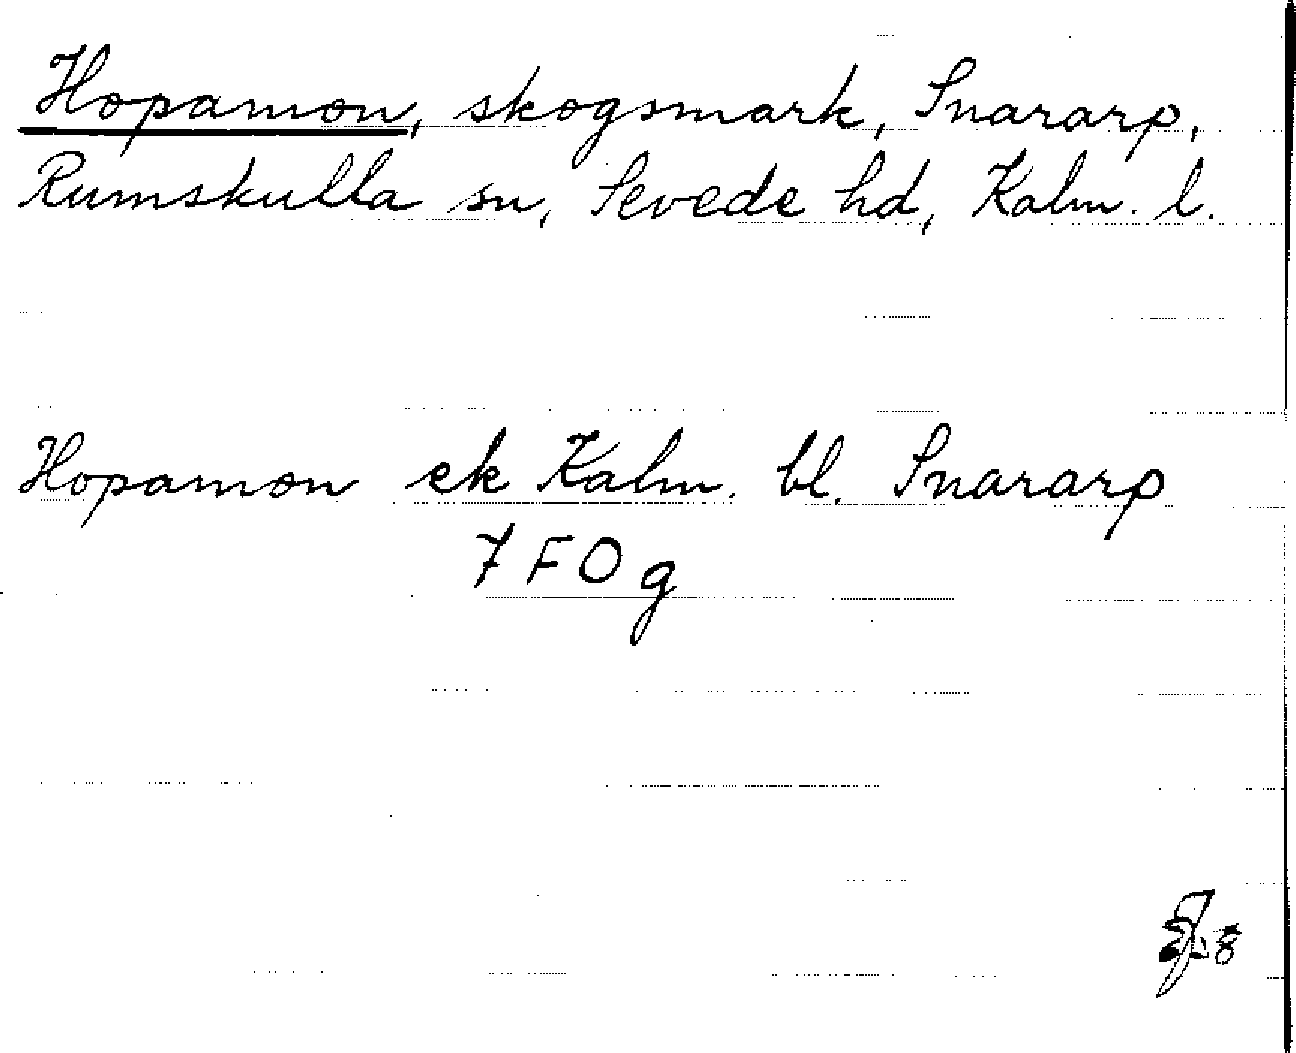 Hopamon, skogsmark, Snararp,
Rumskulla sn, Sevede hd, Kalm. l.
Hopamon ek Kalm. bl. Snararp
7 F O g